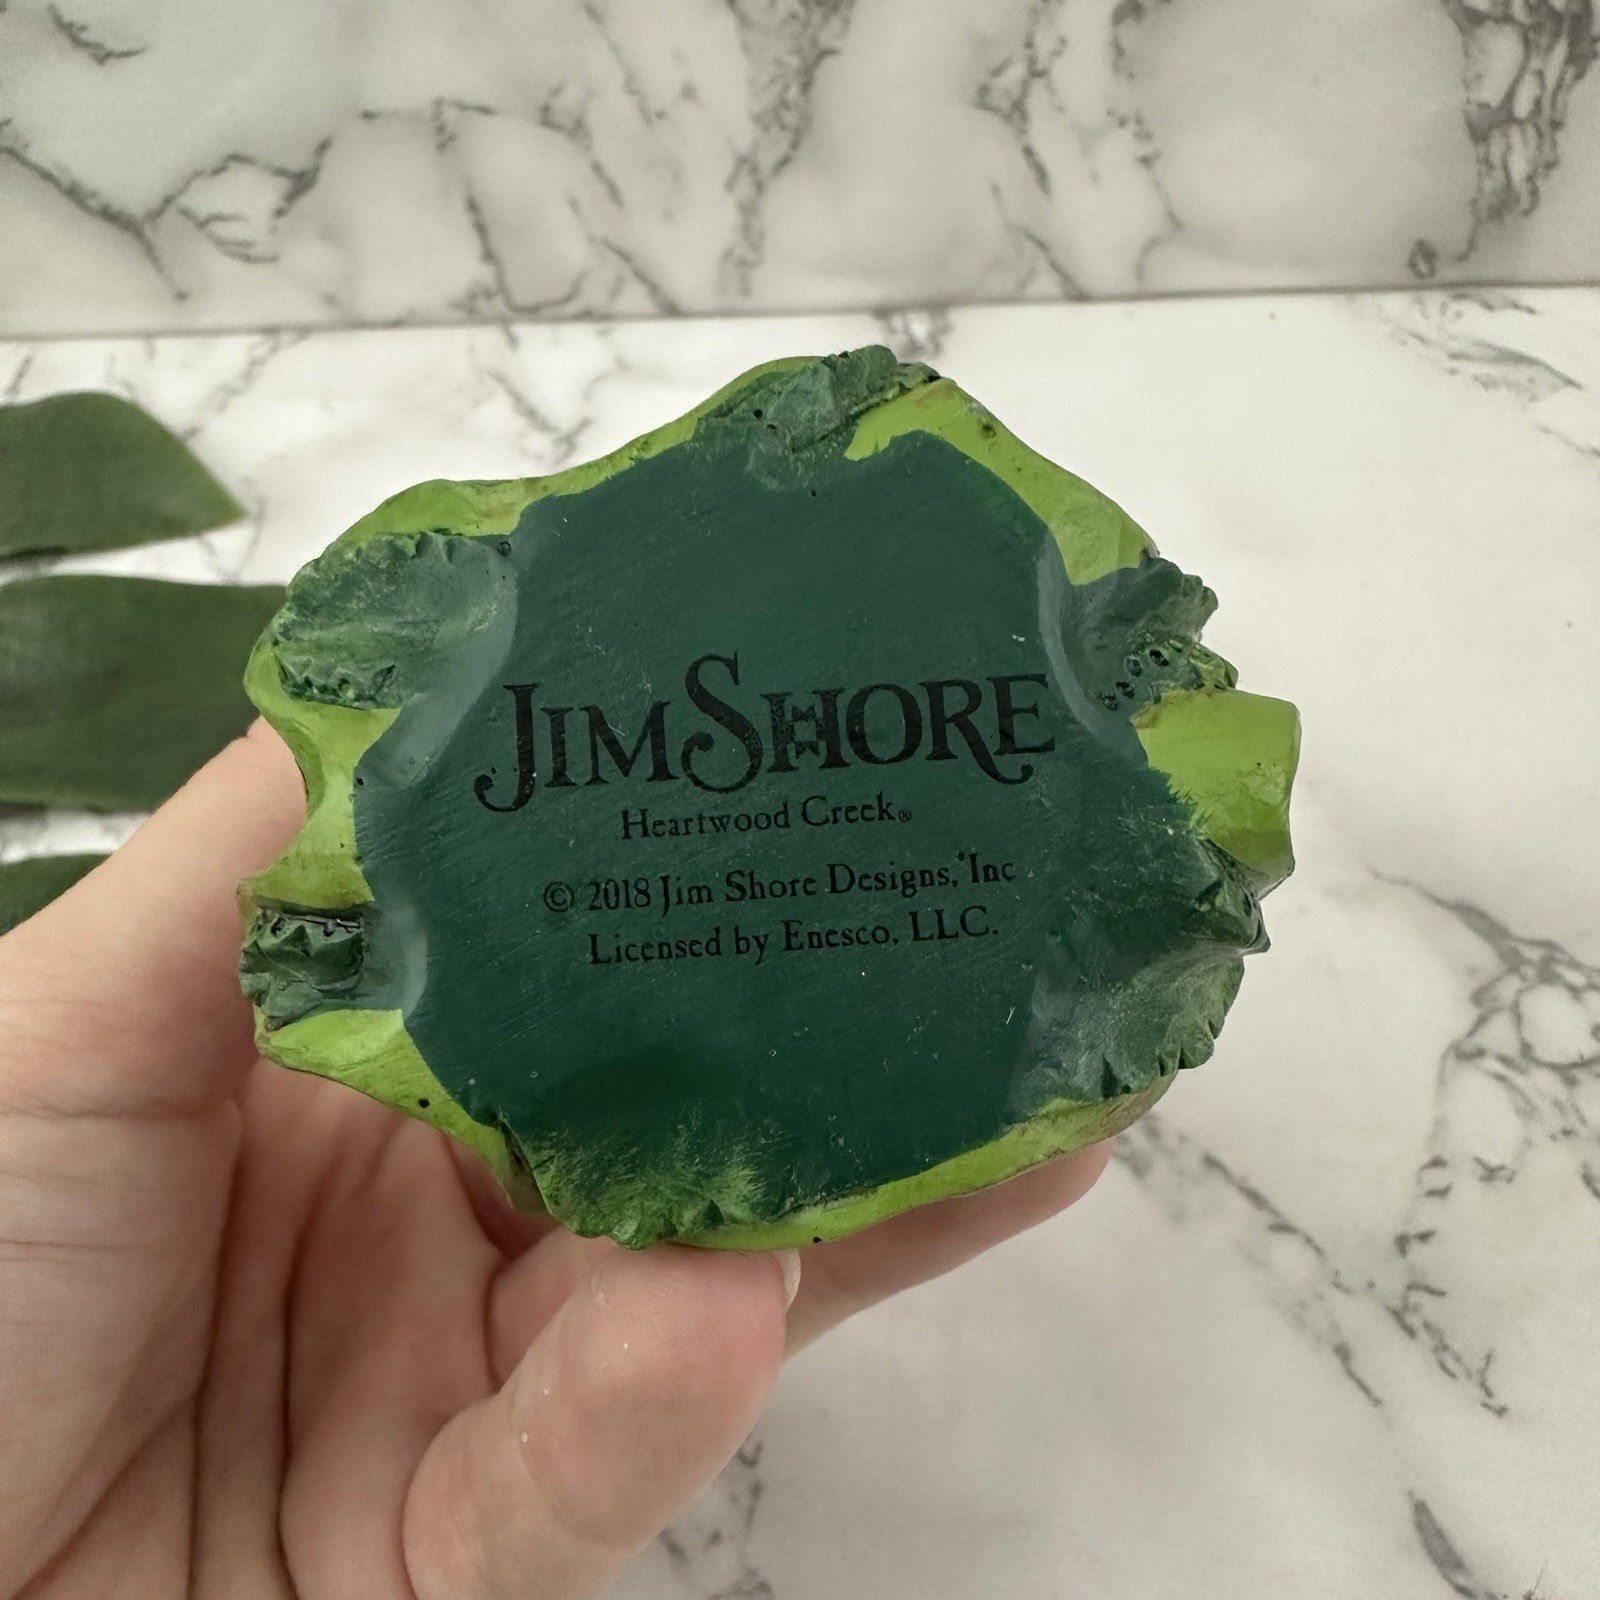 JIM SHORE
Heartwood Creek®
© 2018 Jim Shore Designs, Inc
Licensed by Enesco, LLC.